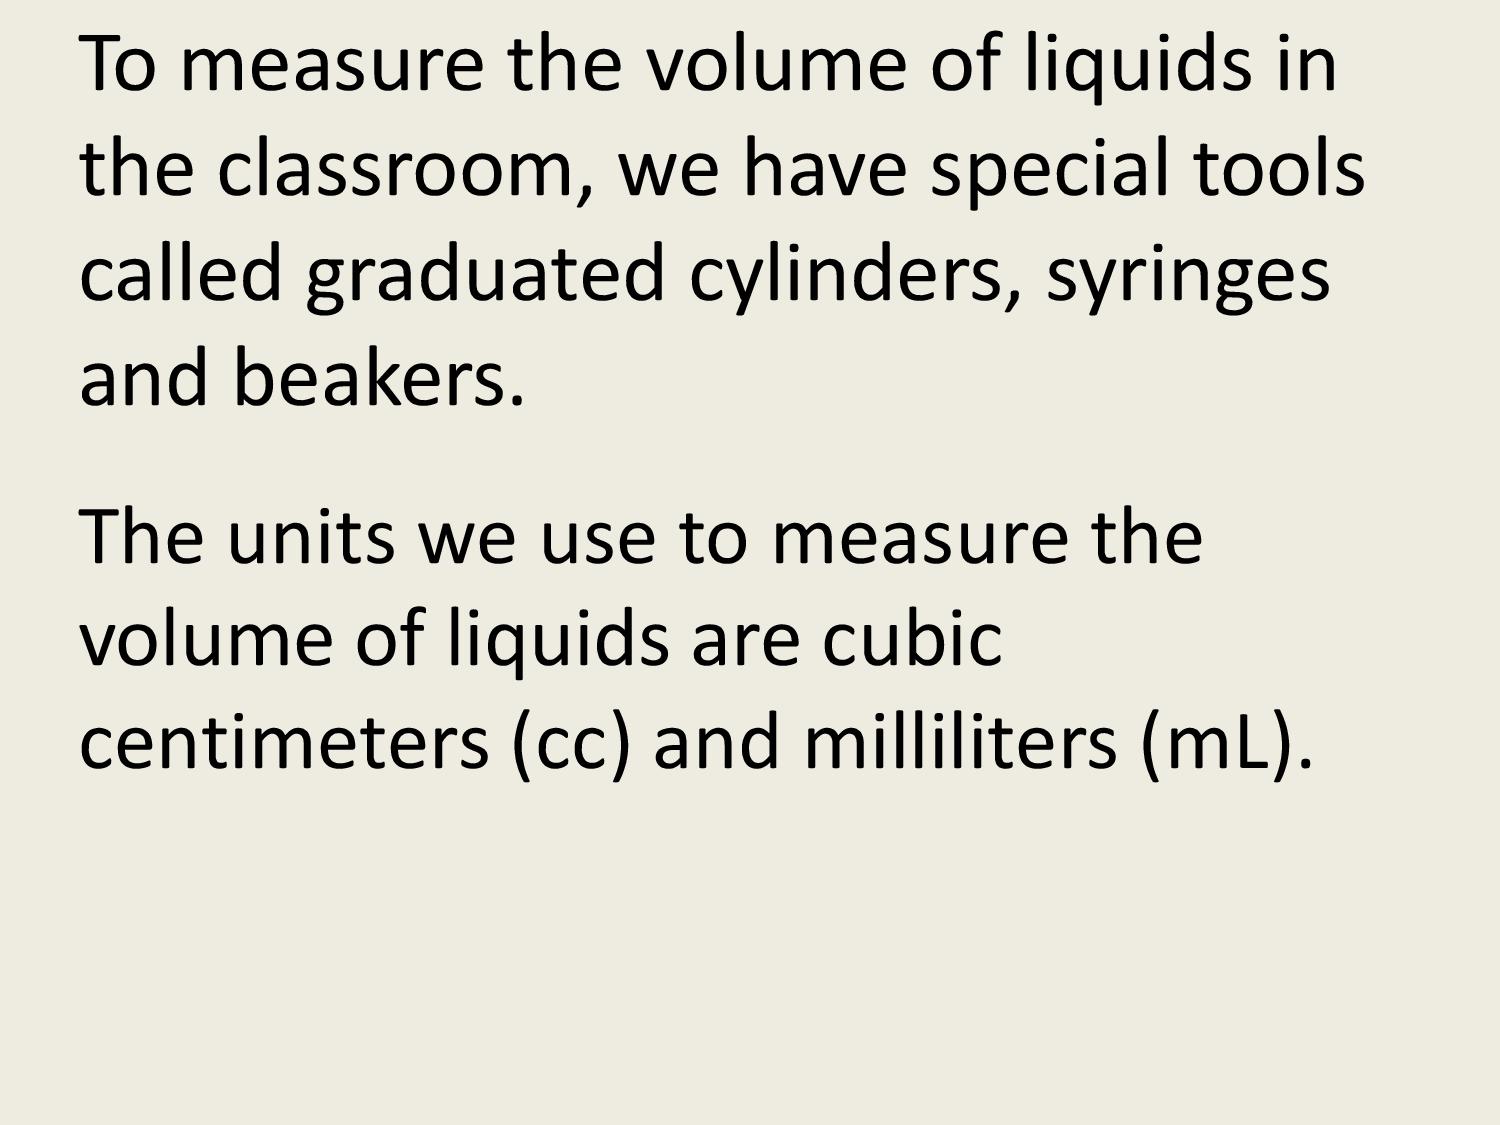 To measure the volume of liquids in
the classroom, we have special tools
called graduated cylinders, syringes
and beakers.
The units we use to measure the
volume of liquids are cubic
centimeters (cc) and milliliters (mL).